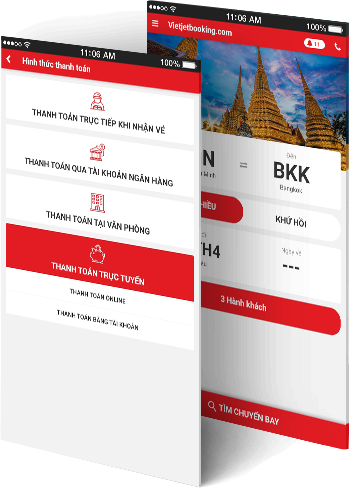 11:06 AM
100%
Hình thức thanh toán
THANH TOÁN TRỰC TIẾP KHI NHẬN VÉ
THANH TOÁN QUA TÀI KHOẢN NGÂN HÀNG
THANH TOÁN TẠI VĂN PHÒNG
THANH TOÁN TRỰC TUYẾN
THANH TOÁN ONLINE
THANH TOÁN BẰNG TÀI KHOẢN
11:06 AM
100%
Vietjetbooking.com
11
Đến
N
BKK
Minh
Bangkok
HIỀU
KHỨ HỒI
Ngày về
H4
---
3 Hành khách
TÌM CHUYẾN BAY